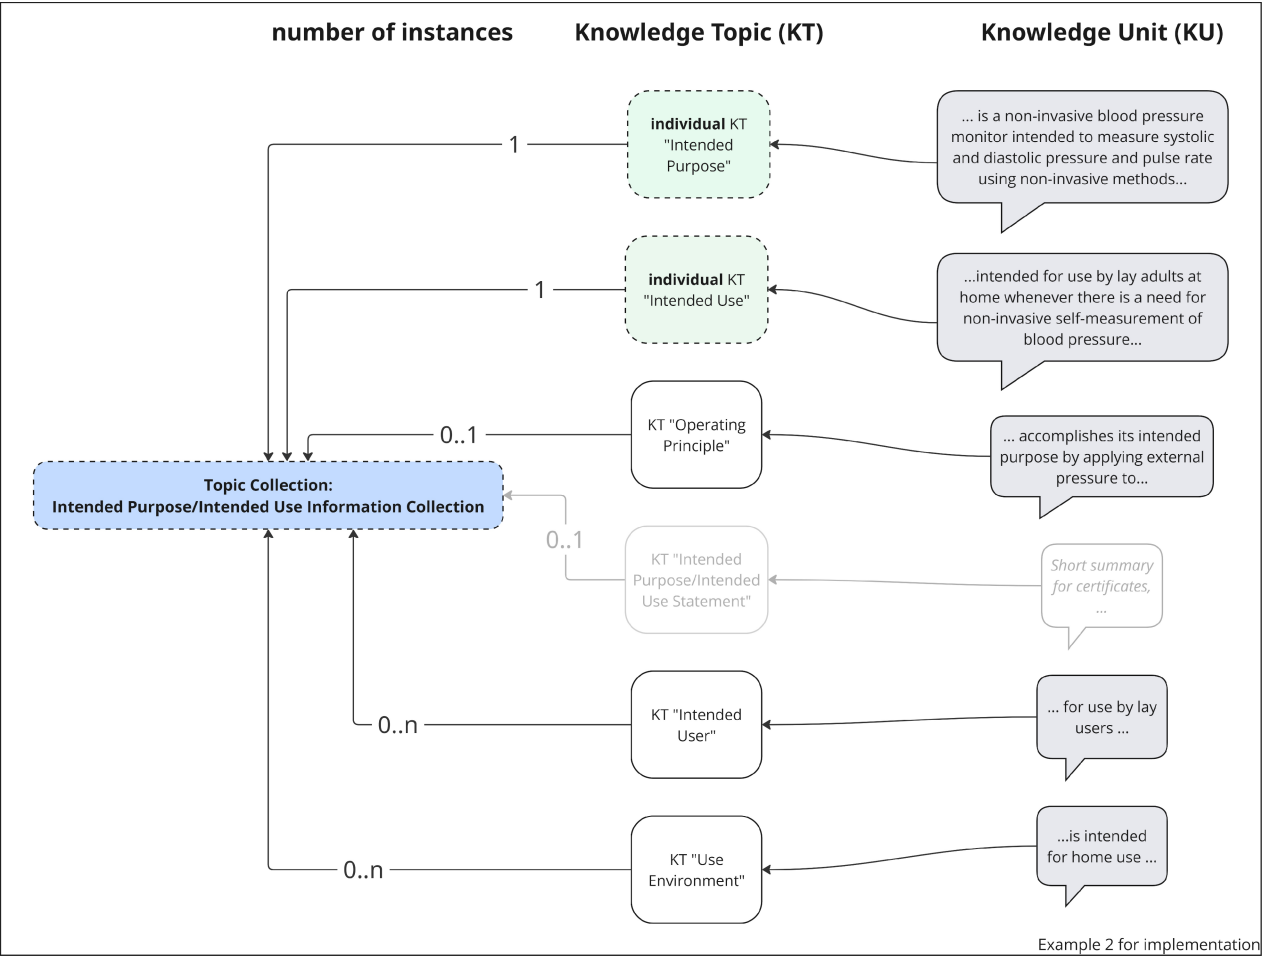 number of instances
Knowledge Topic (KT)
Knowledge Unit (KU)
1
individual KT
"Intended
Purpose"
... is a non-invasive blood pressure
monitor intended to measure systolic
and diastolic pressure and pulse rate
using non-invasive methods...
1
individual KT
"Intended Use"
...intended for use by lay adults at
home whenever there is a need for
non-invasive self-measurement of
blood pressure...
0..1
KT "Operating
Principle"
... accomplishes its intended
purpose by applying external
pressure to...
Topic Collection:
Intended Purpose/Intended Use Information Collection
0..1
KT "Intended
Purpose/Intended
Use Statement"
Short summary
for certificates,
...
0..n
KT "Intended
User"
... for use by lay
users ...
0..n
KT "Use
Environment"
...is intended
for home use ...
Example 2 for implementation